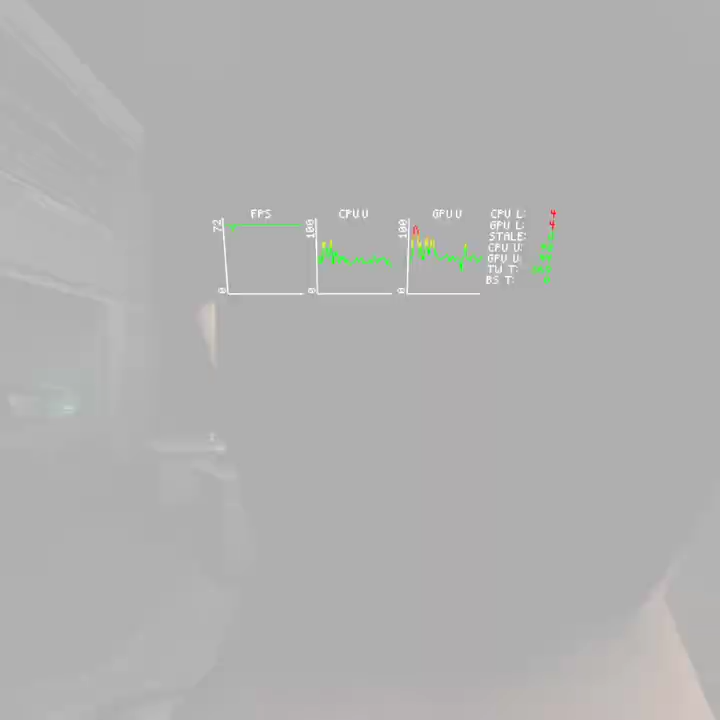 FPS
72
0
CPU U
100
0
GPU U
100
0
CPU L: 4
GPU L: 4
STALE:
CPU U:
GPU U:
TW T:
BS T: